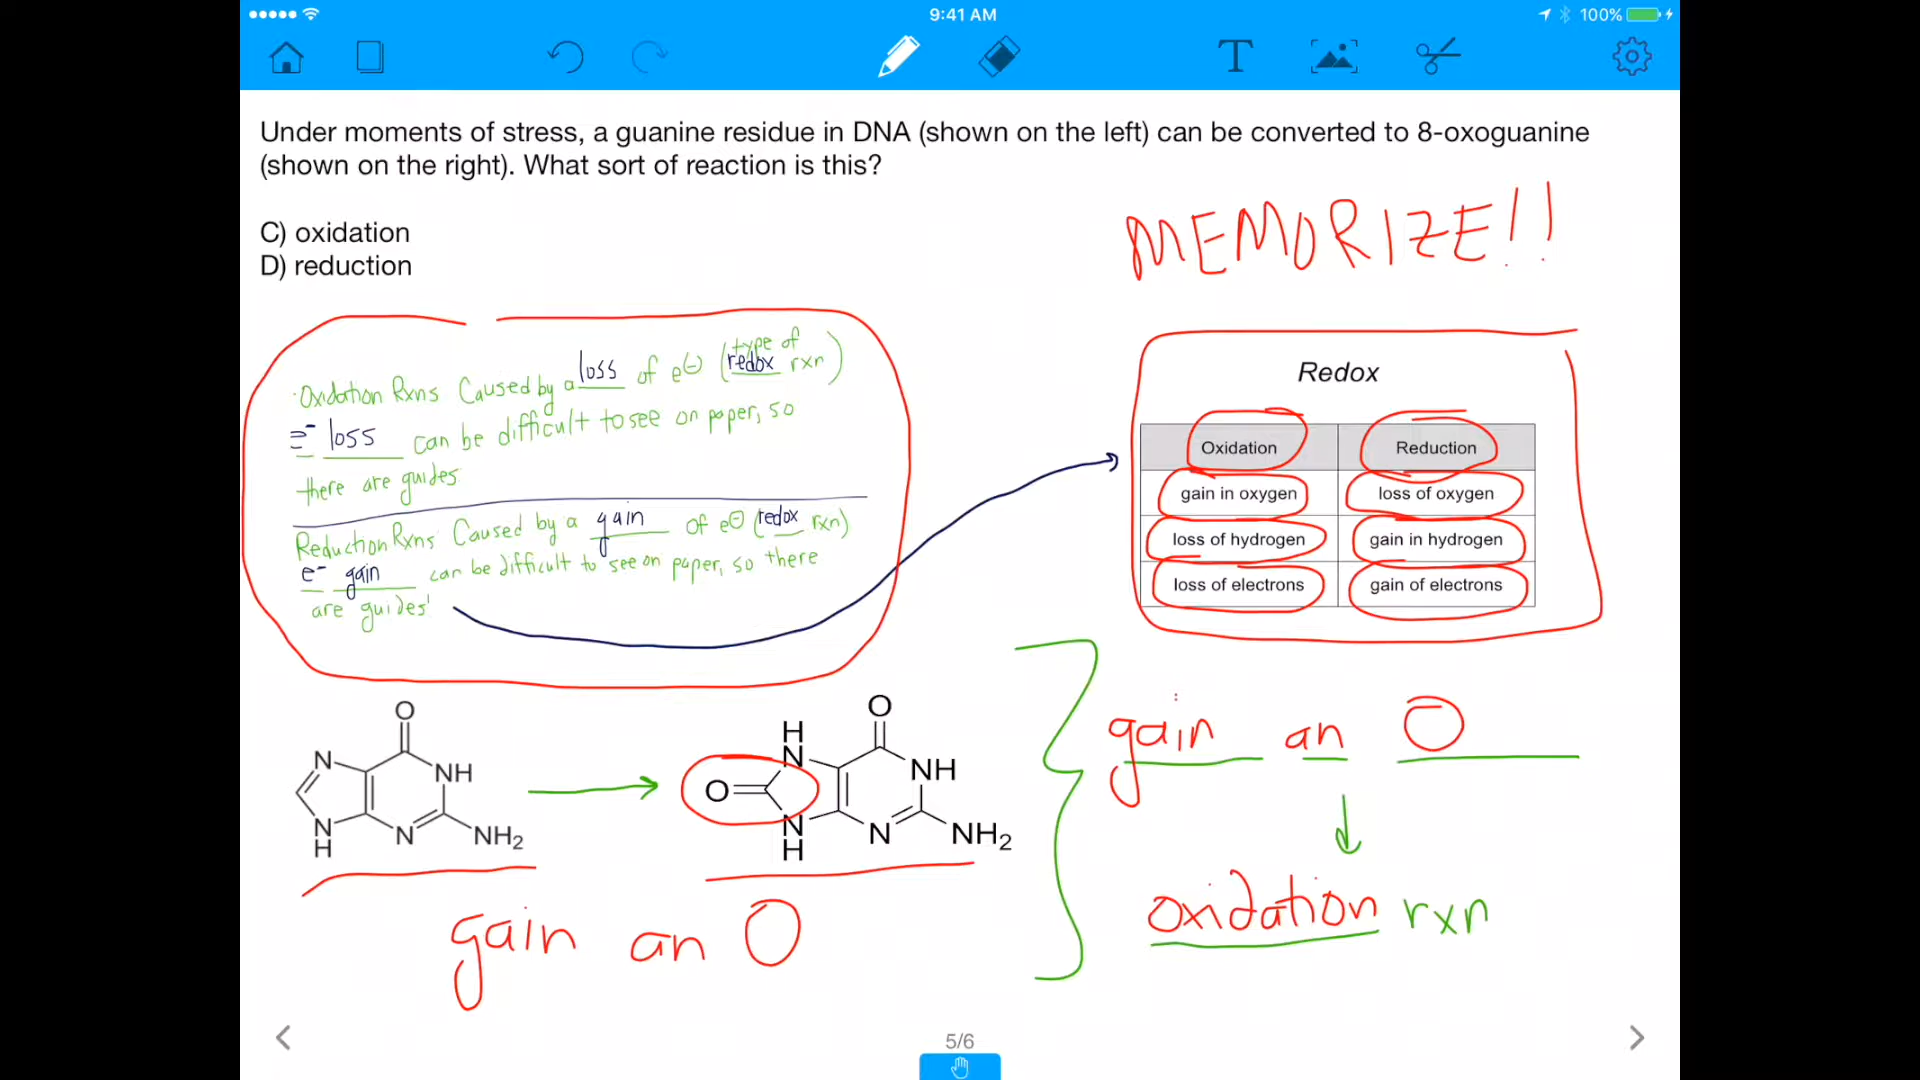 9:41 AM
100%
T
Under moments of stress, a guanine residue in DNA (shown on the left) can be converted to 8-oxoguanine
(shown on the right). What sort of reaction is this?
C) oxidation
D) reduction
MEMORIZE!!
· Oxidation Rxns Caused by a loss of e⊖ (type of redox rxn)
e- loss can be difficult to see on paper, so
there are guides
Reduction Rxns Caused by a gain of e⊖ (redox rxn)
e- gain can be difficult to see on paper, so there
are guides
Redox
Oxidation Reduction
gain in oxygen loss of oxygen
loss of hydrogen gain in hydrogen
loss of electrons gain of electrons
O
N
NH
N
H
N
NH2
O
H
N
NH
O
N
H
N
NH2
gain an O
gain an O
oxidation rxn
5/6